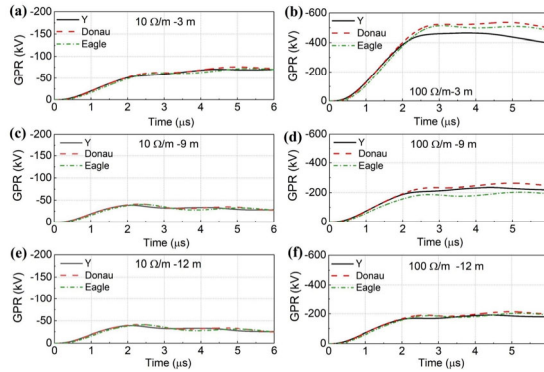 (a)
10 Ω/m -3 m
Y
Donau
Eagle
GPR (kV)
-200
-150
-100
-50
0
0 1 2 3 4 5 6
Time (μs)
(b)
100 Ω/m-3 m
Y
Donau
Eagle
GPR (kV)
-600
-400
-200
0
0 1 2 3 4 5
Time (μs)
(c)
10 Ω/m -9 m
Y
Donau
Eagle
GPR (kV)
-200
-150
-100
-50
0
0 1 2 3 4 5 6
Time (μs)
(d)
100 Ω/m -9 m
Y
Donau
Eagle
GPR (kV)
-600
-400
-200
0
0 1 2 3 4 5
Time (μs)
(e)
10 Ω/m -12 m
Y
Donau
Eagle
GPR (kV)
-200
-150
-100
-50
0
0 1 2 3 4 5 6
Time (μs)
(f)
100 Ω/m -12 m
Y
Donau
Eagle
GPR (kV)
-600
-400
-200
0
0 1 2 3 4 5
Time (μs)